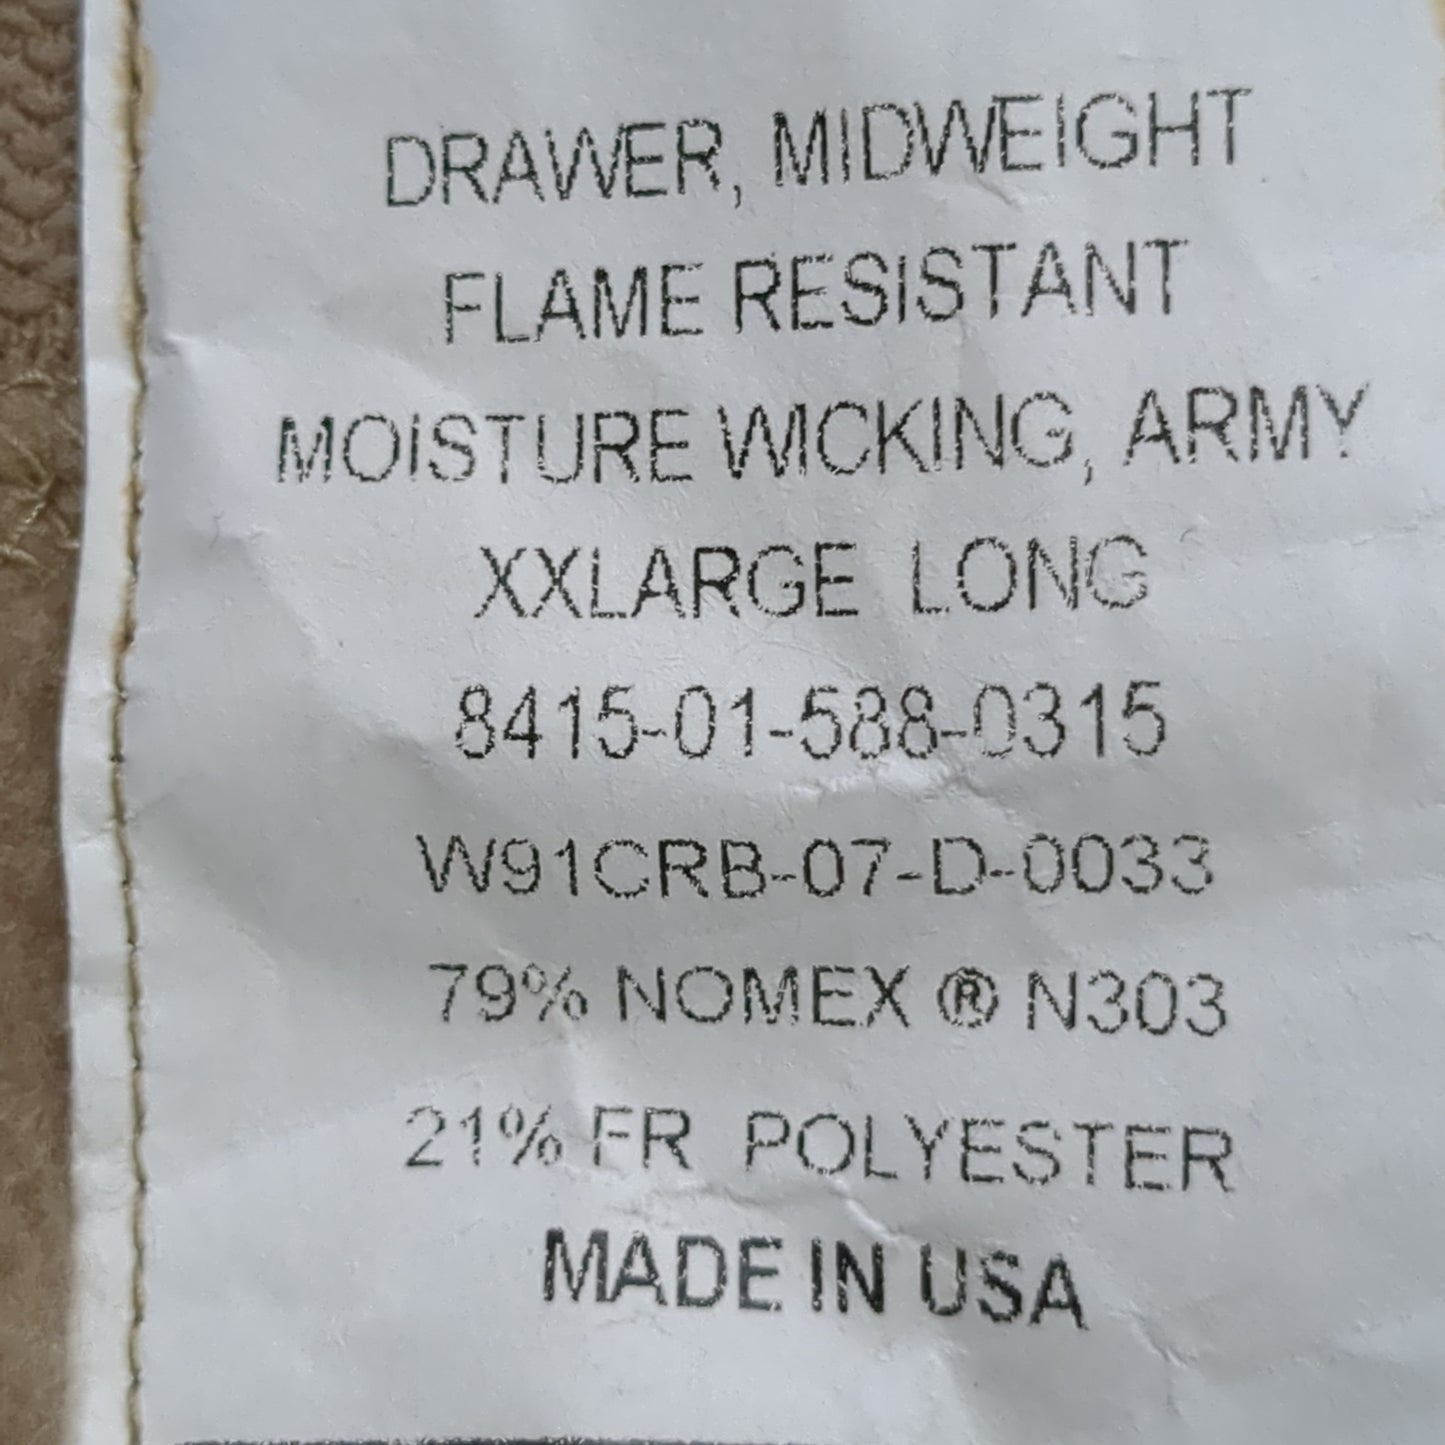 DRAWER, MIDWEIGHT
FLAME RESISTANT
MOISTURE WICKING, ARMY
XXLARGE LONG
8415-01-588-0315
W91CRB-07-D-0033
79% NOMEX ® N303
21% FR POLYESTER
MADE IN USA